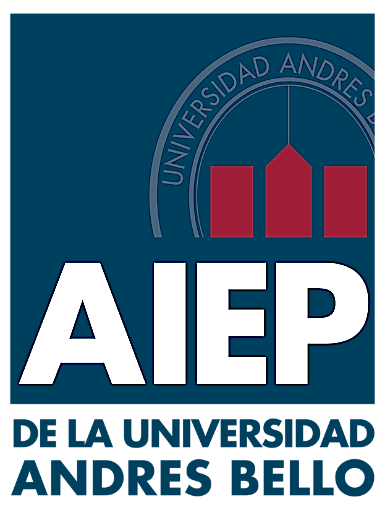 UNIVERSIDAD ANDRES
AIEP
DE LA UNIVERSIDAD
ANDRES BELLO